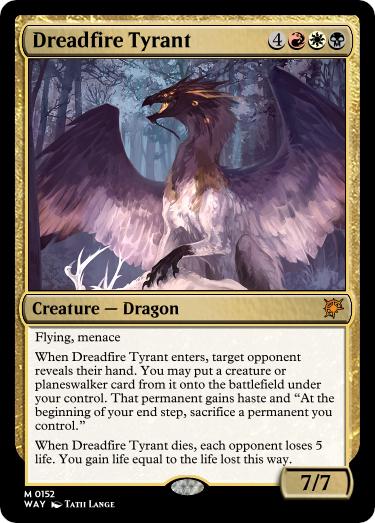 Dreadfire Tyrant 4
Creature — Dragon
Flying, menace
When Dreadfire Tyrant enters, target opponent
reveals their hand. You may put a creature or
planeswalker card from it onto the battlefield under
your control. That permanent gains haste and “At the
beginning of your end step, sacrifice a permanent you
control.”
When Dreadfire Tyrant dies, each opponent loses 5
life. You gain life equal to the life lost this way.
7/7
M 0152
WAY Tatii Lange